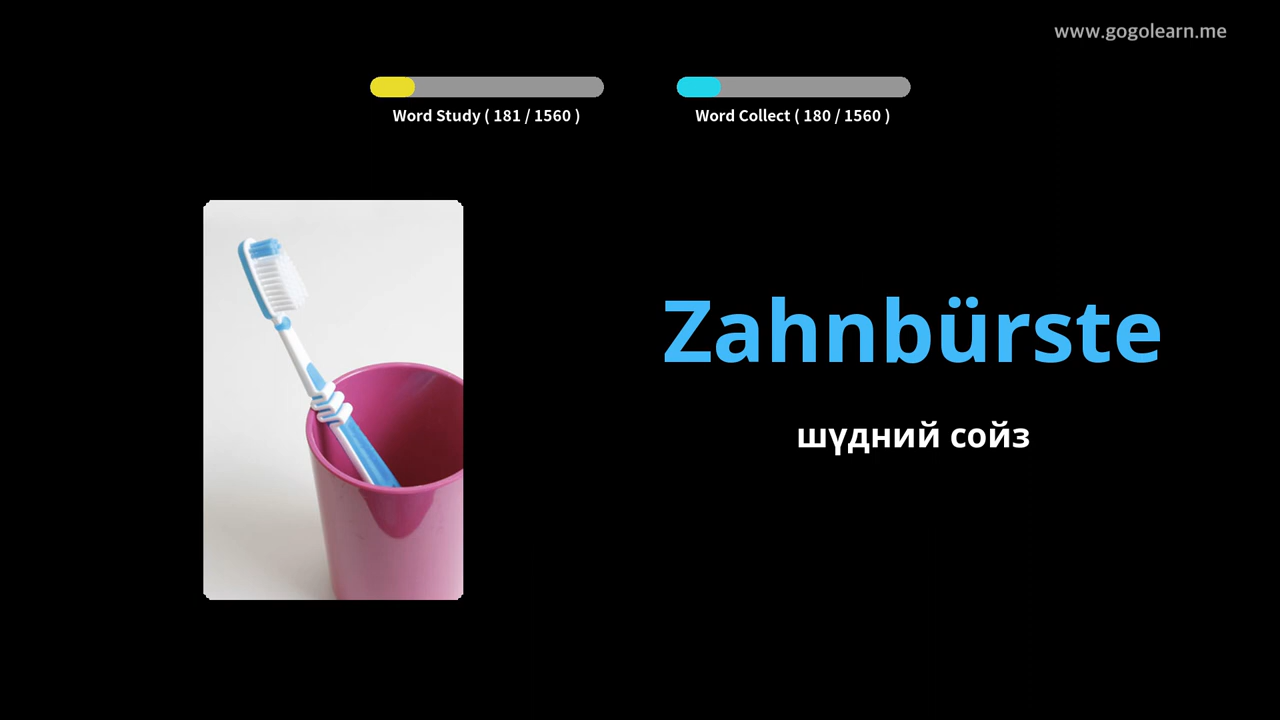 www.gogolearn.me
Word Study ( 181 / 1560 )
Word Collect ( 180 / 1560 )
Zahnbürste
шүдний сойз